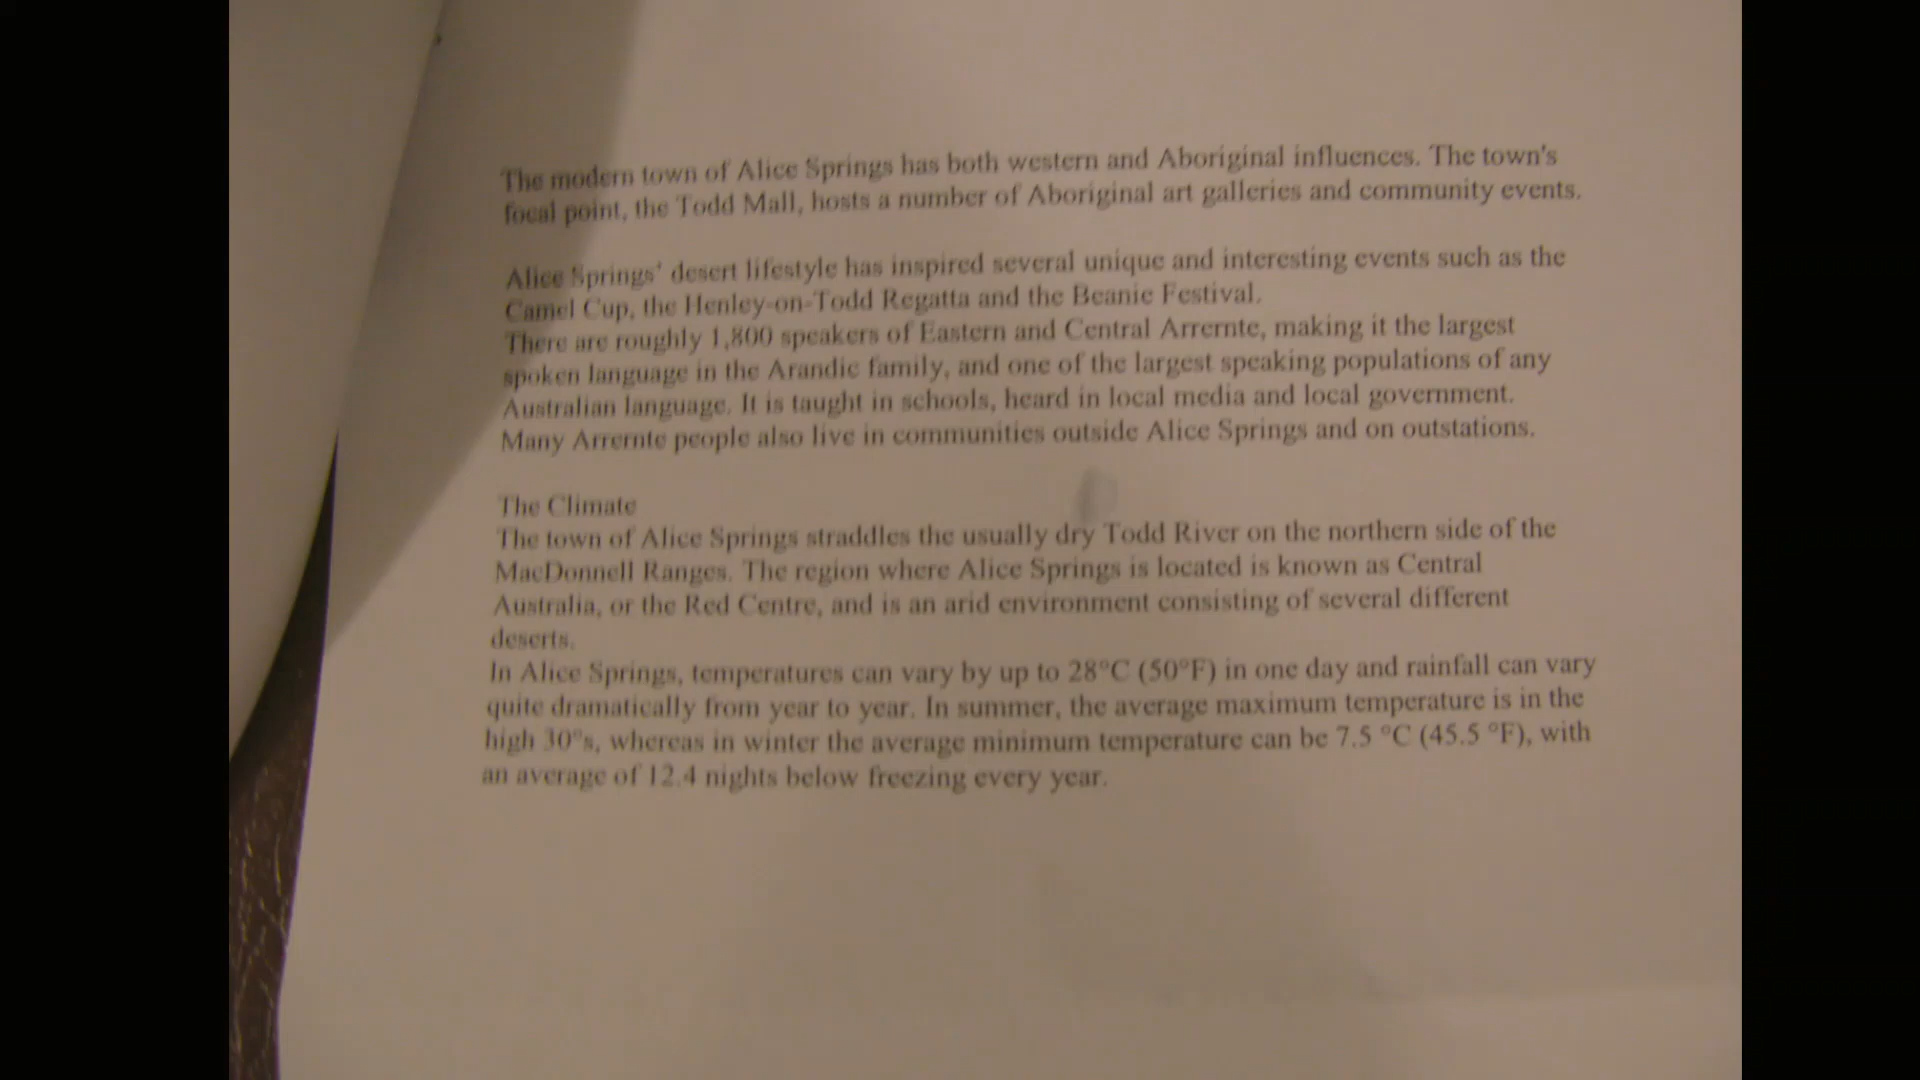 The modern town of Alice Springs has both western and Aboriginal influences. The town's
focal point, the Todd Mall, hosts a number of Aboriginal art galleries and community events.
Alice Springs' desert lifestyle has inspired several unique and interesting events such as the
Camel Cup, the Henley-on-Todd Regatta and the Beanie Festival.
There are roughly 1,800 speakers of Eastern and Central Arrernte, making it the largest
spoken language in the Arandic family, and one of the largest speaking populations of any
Australian language. It is taught in schools, heard in local media and local government.
Many Arrernte people also live in communities outside Alice Springs and on outstations.
The Climate
The town of Alice Springs straddles the usually dry Todd River on the northern side of the
MacDonnell Ranges. The region where Alice Springs is located is known as Central
Australia, or the Red Centre, and is an arid environment consisting of several different
deserts.
In Alice Springs, temperatures can vary by up to 28°C (50°F) in one day and rainfall can vary
quite dramatically from year to year. In summer, the average maximum temperature is in the
high 30°s, whereas in winter the average minimum temperature can be 7.5 °C (45.5 °F), with
an average of 12.4 nights below freezing every year.